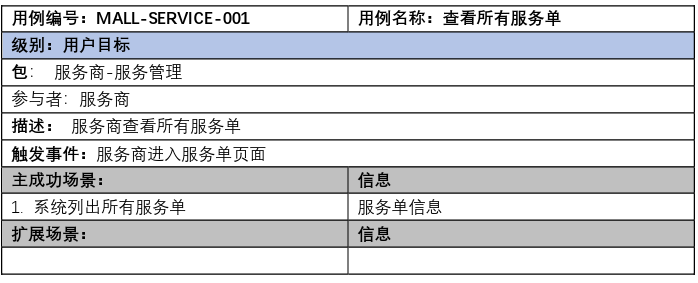 用例编号：MALL-SERVICE-001 用例名称：查看所有服务单
级别：用户目标
包： 服务商-服务管理
参与者：服务商
描述： 服务商查看所有服务单
触发事件：服务商进入服务单页面
主成功场景： 信息
1. 系统列出所有服务单 服务单信息
扩展场景： 信息